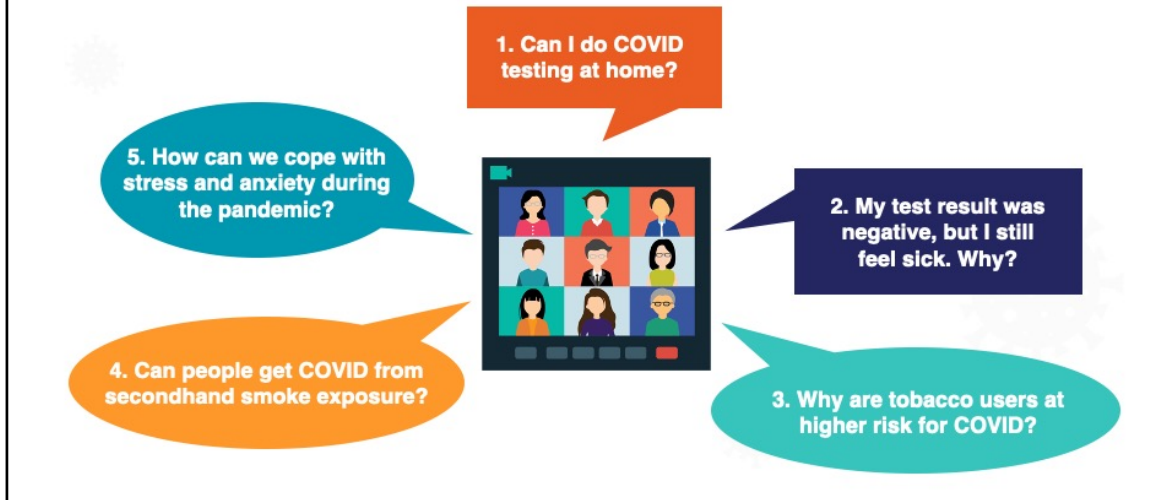 1. Can I do COVID
testing at home?
2. My test result was
negative, but I still
feel sick. Why?
3. Why are tobacco users at
higher risk for COVID?
4. Can people get COVID from
secondhand smoke exposure?
5. How can we cope with
stress and anxiety during
the pandemic?